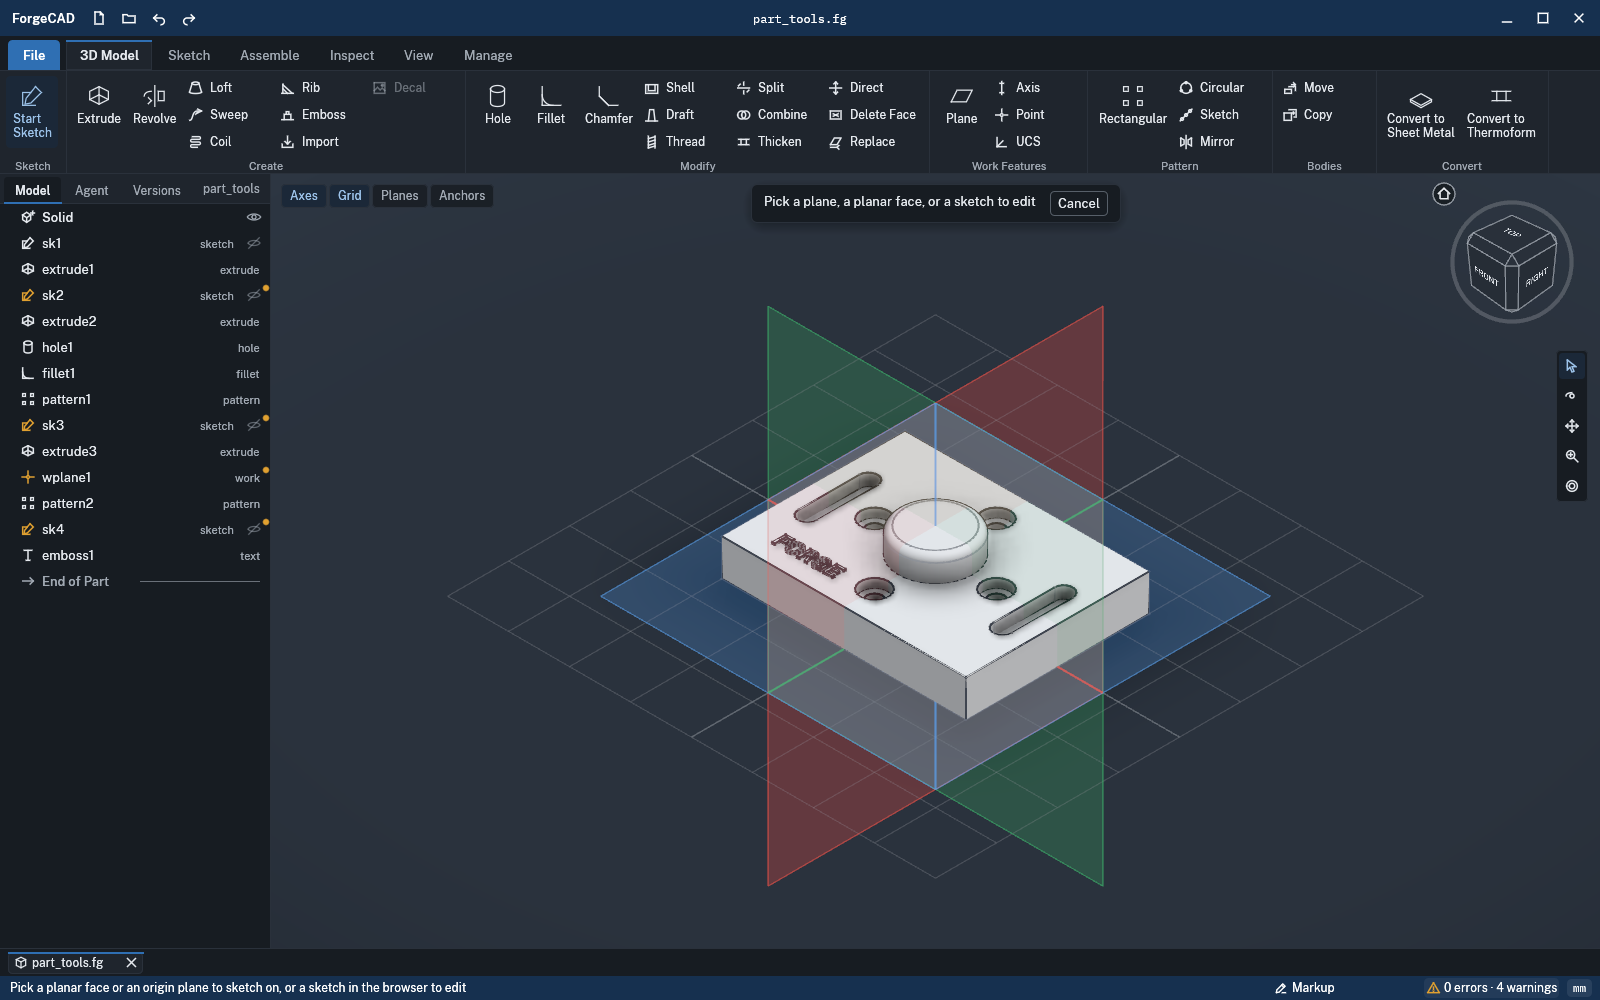 ForgeCAD
part_tools.fg
File
3D Model
Sketch
Assemble
Inspect
View
Manage
Start
Sketch
Sketch
Extrude
Revolve
Loft
Sweep
Coil
Rib
Emboss
Import
Decal
Create
Hole
Fillet
Chamfer
Shell
Draft
Thread
Split
Combine
Thicken
Direct
Delete Face
Replace
Modify
Plane
Axis
Point
UCS
Work Features
Rectangular
Circular
Sketch
Mirror
Pattern
Move
Copy
Bodies
Convert to
Sheet Metal
Convert to
Thermoform
Convert
Model
Agent
Versions
part_tools
Solid
sk1 sketch
extrude1 extrude
sk2 sketch
extrude2 extrude
hole1 hole
fillet1 fillet
pattern1 pattern
sk3 sketch
extrude3 extrude
wplane1 work
pattern2 pattern
sk4 sketch
emboss1 text
End of Part
Axes
Grid
Planes
Anchors
Pick a plane, a planar face, or a sketch to edit
Cancel
TOP
FRONT
RIGHT
FORGE
part_tools.fg
Pick a planar face or an origin plane to sketch on, or a sketch in the browser to edit
Markup
0 errors · 4 warnings
mm